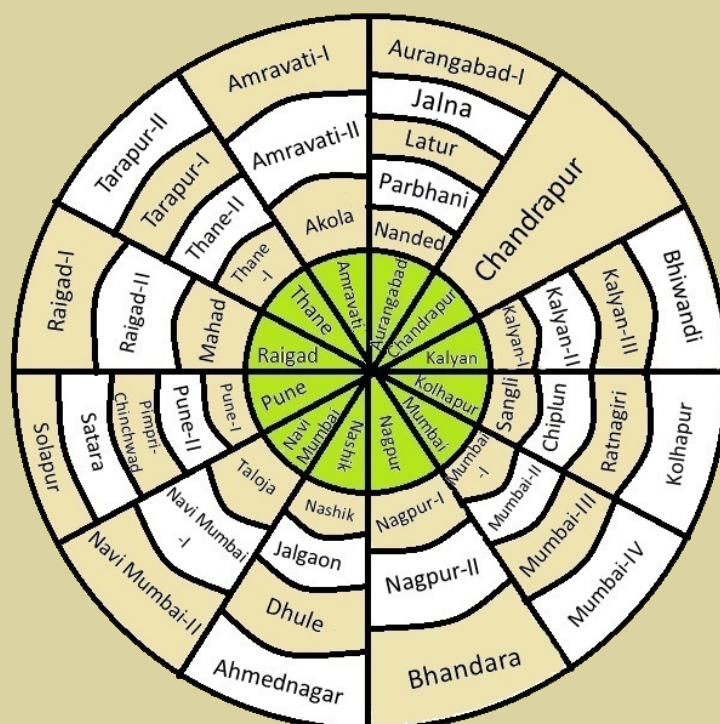 Aurangabad
Aurangabad-I
Jalna
Latur
Parbhani
Nanded
Chandrapur
Chandrapur
Kalyan
Kalyan-I
Kalyan-II
Kalyan-III
Bhiwandi
Kolhapur
Sangli
Chiplun
Ratnagiri
Kolhapur
Mumbai
Mumbai
-I
Mumbai-II
Mumbai-III
Mumbai-IV
Nagpur
Nagpur-I
Nagpur-II
Bhandara
Nashik
Nashik
Jalgaon
Dhule
Ahmednagar
Navi
Mumbai
Taloja
Navi Mumbai
-I
Navi Mumbai-II
Pune
Pune-I
Pune-II
Pimpri-
Chinchwad
Satara
Solapur
Raigad
Mahad
Raigad-II
Raigad-I
Thane
Thane
-I
Thane-II
Tarapur-I
Tarapur-II
Amravati
Akola
Amravati-II
Amravati-I